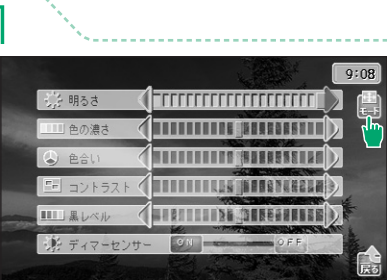 9:08
明るさ
モード
色の濃さ
色合い
コントラスト
黒レベル
ディマーセンサー ON OFF
戻る